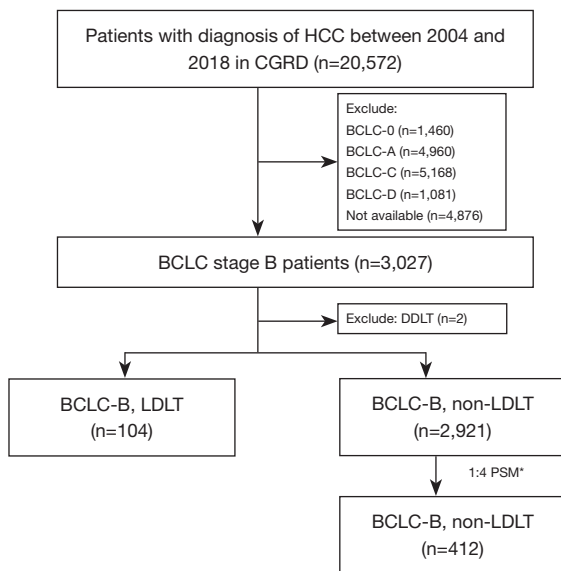 Patients with diagnosis of HCC between 2004 and
2018 in CGRD (n=20,572)
Exclude:
BCLC-0 (n=1,460)
BCLC-A (n=4,960)
BCLC-C (n=5,168)
BCLC-D (n=1,081)
Not available (n=4,876)
BCLC stage B patients (n=3,027)
Exclude: DDLT (n=2)
BCLC-B, LDLT
(n=104)
BCLC-B, non-LDLT
(n=2,921)
1:4 PSM*
BCLC-B, non-LDLT
(n=412)